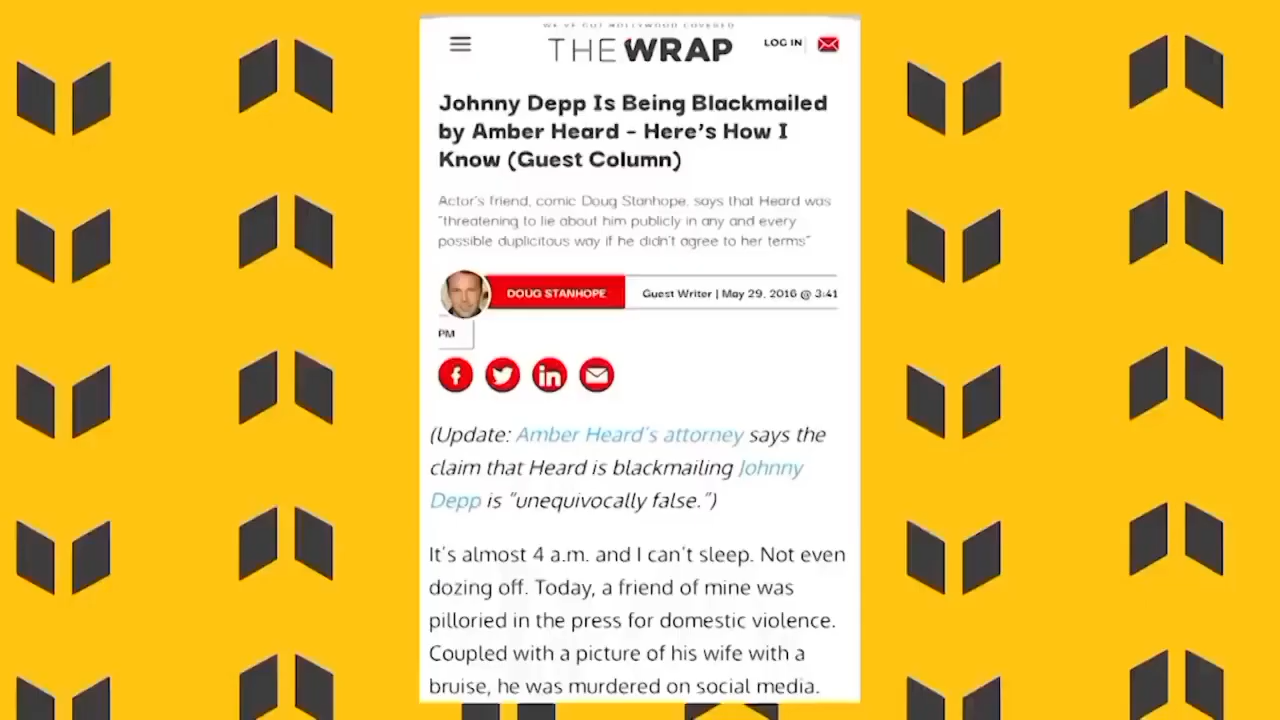 WE'VE GOT HOLLYWOOD COVERED
THE WRAP
LOG IN
Johnny Depp Is Being Blackmailed
by Amber Heard – Here's How I
Know (Guest Column)
Actor's friend, comic Doug Stanhope, says that Heard was
"threatening to lie about him publicly in any and every
possible duplicitous way if he didn't agree to her terms"
DOUG STANHOPE
Guest Writer | May 29, 2016 @ 3:41
PM
(Update: Amber Heard's attorney says the
claim that Heard is blackmailing Johnny
Depp is "unequivocally false.")
It's almost 4 a.m. and I can't sleep. Not even
dozing off. Today, a friend of mine was
pilloried in the press for domestic violence.
Coupled with a picture of his wife with a
bruise, he was murdered on social media.